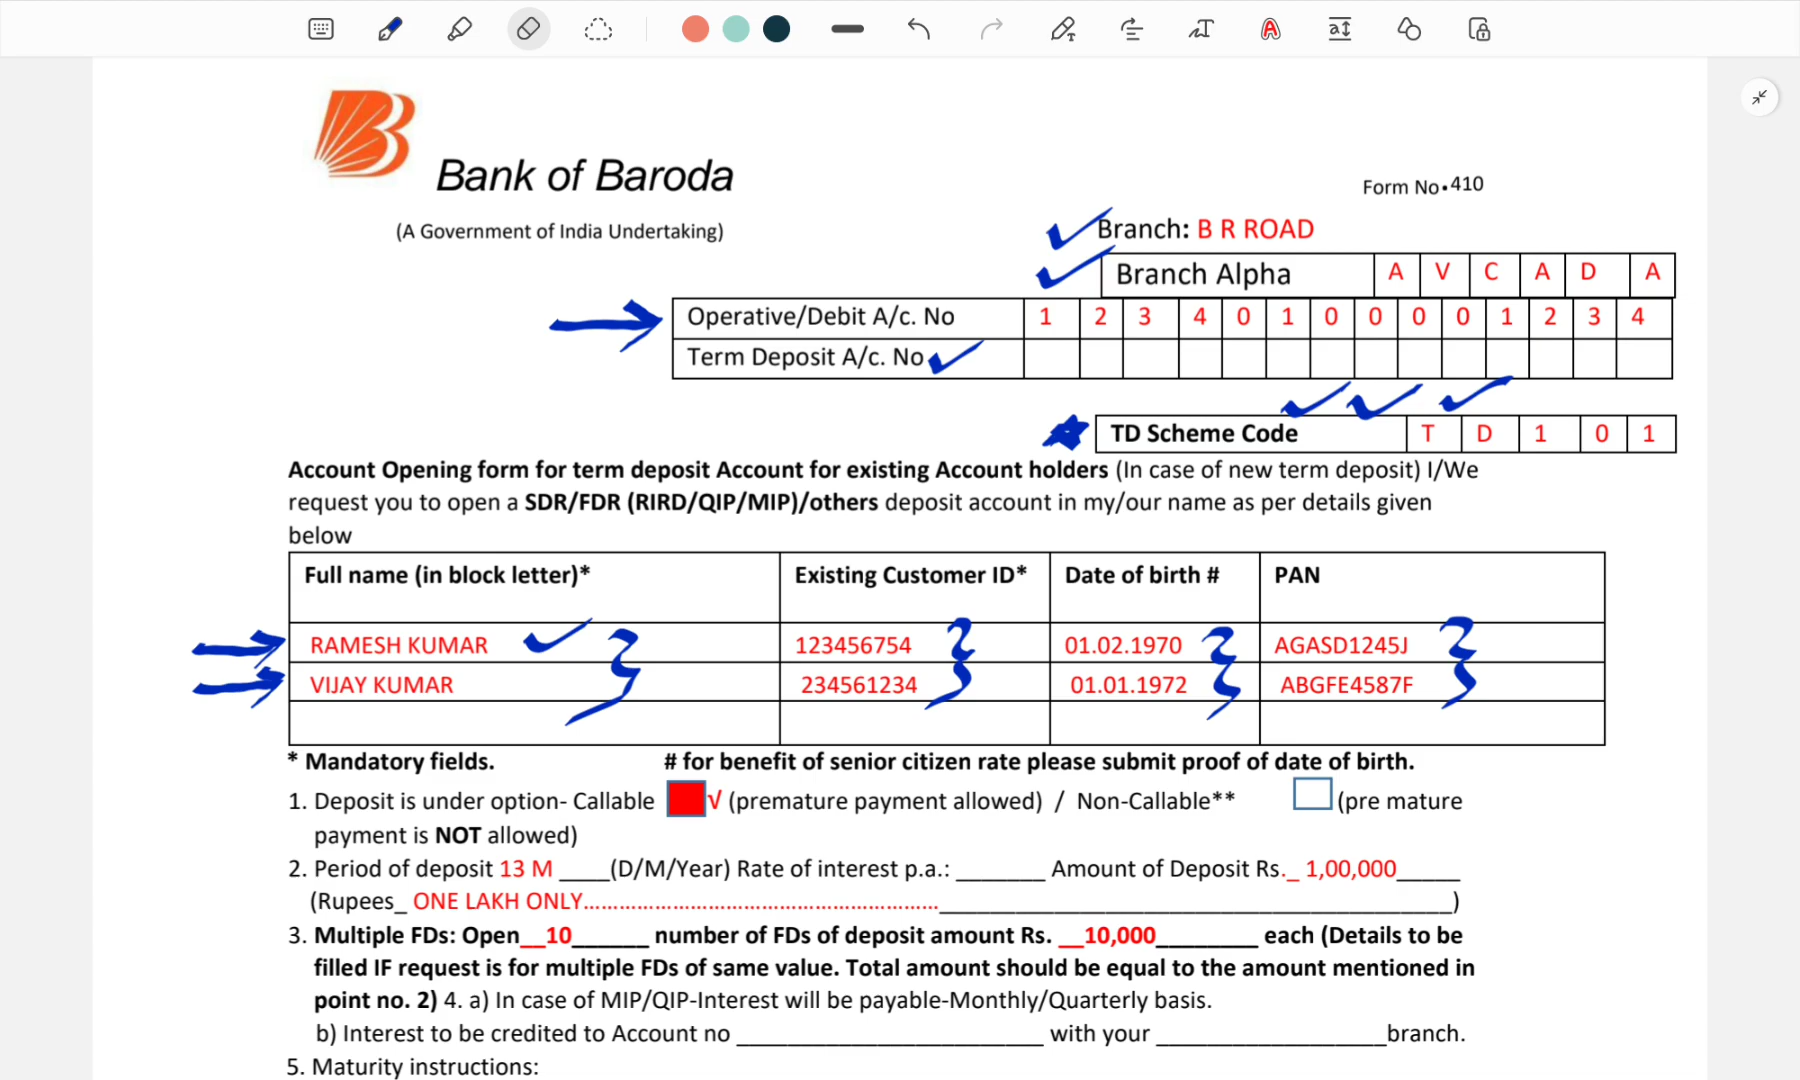 Bank of Baroda
Form No. 410
(A Government of India Undertaking)
Branch: B R ROAD
Branch Alpha A V C A D A
Operative/Debit A/c. No 1 2 3 4 0 1 0 0 0 0 1 2 3 4
Term Deposit A/c. No
TD Scheme Code T D 1 0 1
Account Opening form for term deposit Account for existing Account holders (In case of new term deposit) I/We
request you to open a SDR/FDR (RIRD/QIP/MIP)/others deposit account in my/our name as per details given
below
Full name (in block letter)* Existing Customer ID* Date of birth # PAN
RAMESH KUMAR 123456754 01.02.1970 AGASD1245J
VIJAY KUMAR 234561234 01.01.1972 ABGFE4587F
* Mandatory fields. # for benefit of senior citizen rate please submit proof of date of birth.
1. Deposit is under option- Callable √ (premature payment allowed) / Non-Callable** (pre mature
payment is NOT allowed)
2. Period of deposit 13 M ____(D/M/Year) Rate of interest p.a.: _______ Amount of Deposit Rs._ 1,00,000_____
(Rupees_ ONE LAKH ONLY............................................................__________________________________________)
3. Multiple FDs: Open__10______ number of FDs of deposit amount Rs. __10,000________ each (Details to be
filled IF request is for multiple FDs of same value. Total amount should be equal to the amount mentioned in
point no. 2) 4. a) In case of MIP/QIP-Interest will be payable-Monthly/Quarterly basis.
b) Interest to be credited to Account no ________________________ with your __________________branch.
5. Maturity instructions: